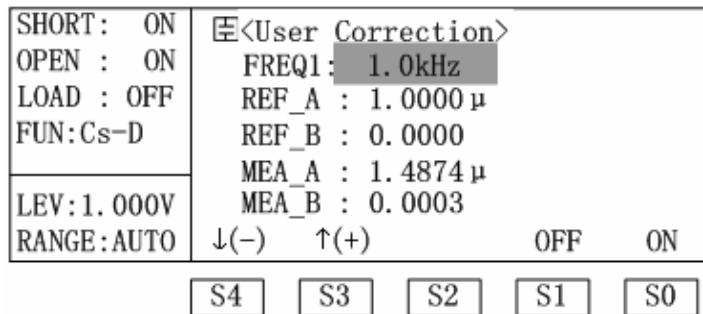 SHORT: ON
OPEN : ON
LOAD : OFF
FUN:Cs-D
LEV:1.000V
RANGE:AUTO
<User Correction>
FREQ1: 1.0kHz
REF_A : 1.0000μ
REF_B : 0.0000
MEA_A : 1.4874μ
MEA_B : 0.0003
↓(-) ↑(+) OFF ON
S4 S3 S2 S1 S0